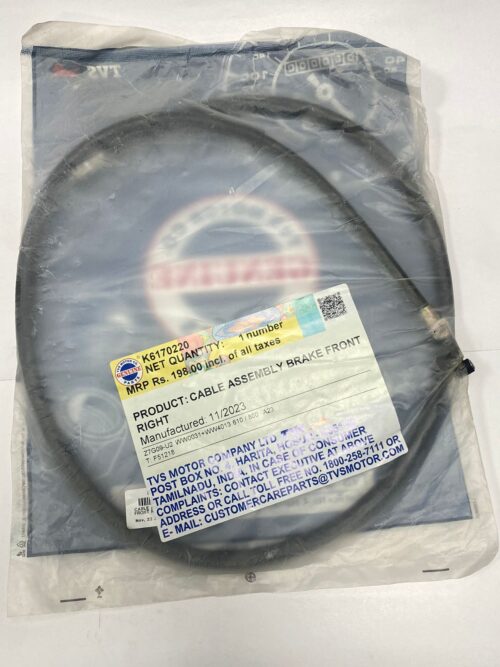 TVS
GENUINE
K6170220
NET QUANTITY: 1 number
MRP Rs. 198.00 incl. of all taxes
PRODUCT: CABLE ASSEMBLY BRAKE FRONT
RIGHT
Manufactured: 11/2023
T: F51218
TVS MOTOR COMPANY LTD
POST BOX NO. 4, HARITA, HOSUR
TAMILNADU, INDIA. IN CASE OF CONSUMER
COMPLAINTS: CONTACT EXECUTIVE AT ABOVE
ADDRESS OR CALL TOLL FREE NO. 1800-258-7111 OR
E- MAIL: CUSTOMERCAREPARTS@TVSMOTOR.COM